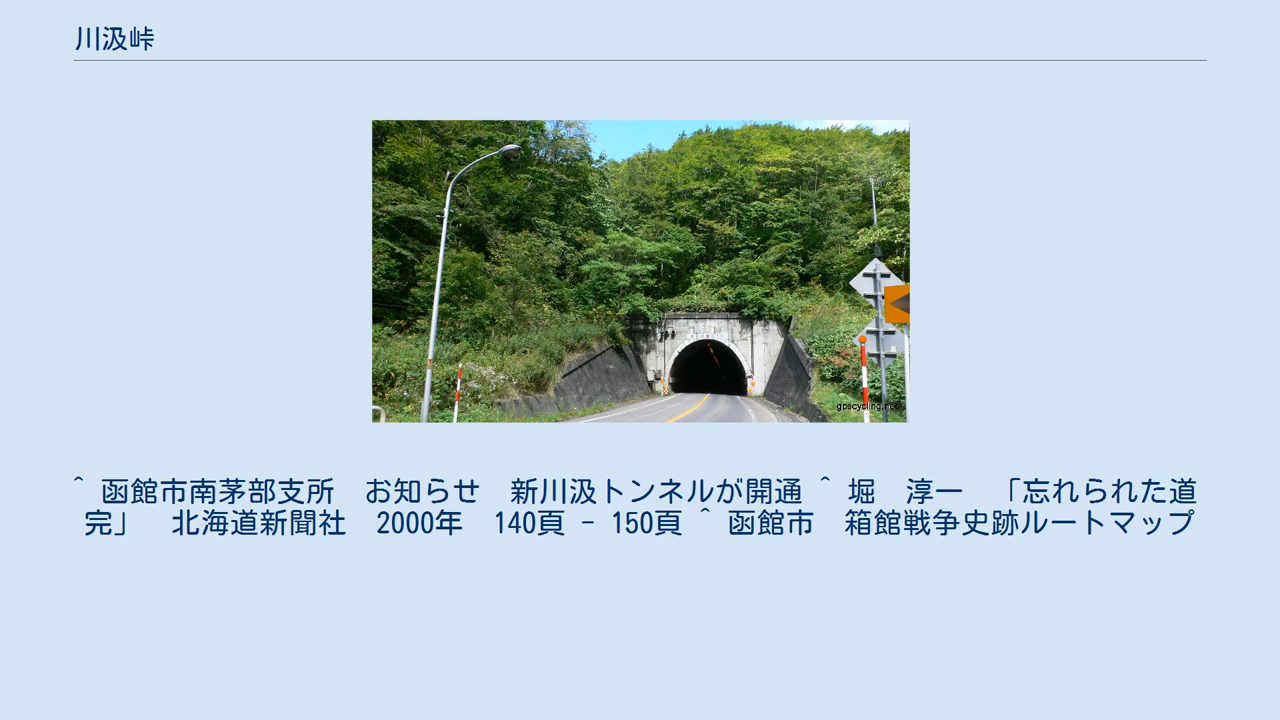 川汲峠
gpscycling.net
^ 函館市南茅部支所　お知らせ　新川汲トンネルが開通 ^ 堀　淳一　「忘れられた道
完」　北海道新聞社　2000年　140頁 - 150頁 ^ 函館市　箱館戦争史跡ルートマップ